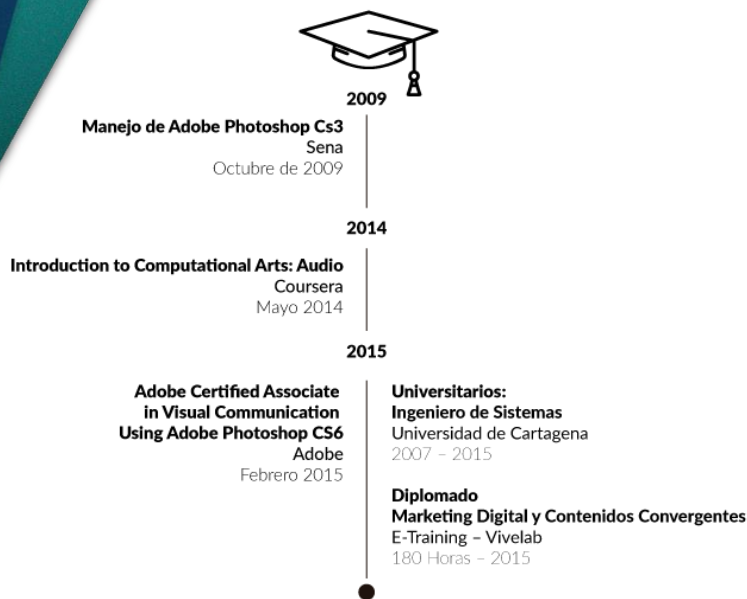 2009
Manejo de Adobe Photoshop Cs3
Sena
Octubre de 2009
2014
Introduction to Computational Arts: Audio
Coursera
Mayo 2014
2015
Adobe Certified Associate
in Visual Communication
Using Adobe Photoshop CS6
Adobe
Febrero 2015
Universitarios:
Ingeniero de Sistemas
Universidad de Cartagena
2007 – 2015
Diplomado
Marketing Digital y Contenidos Convergentes
E-Training – Vivelab
180 Horas – 2015